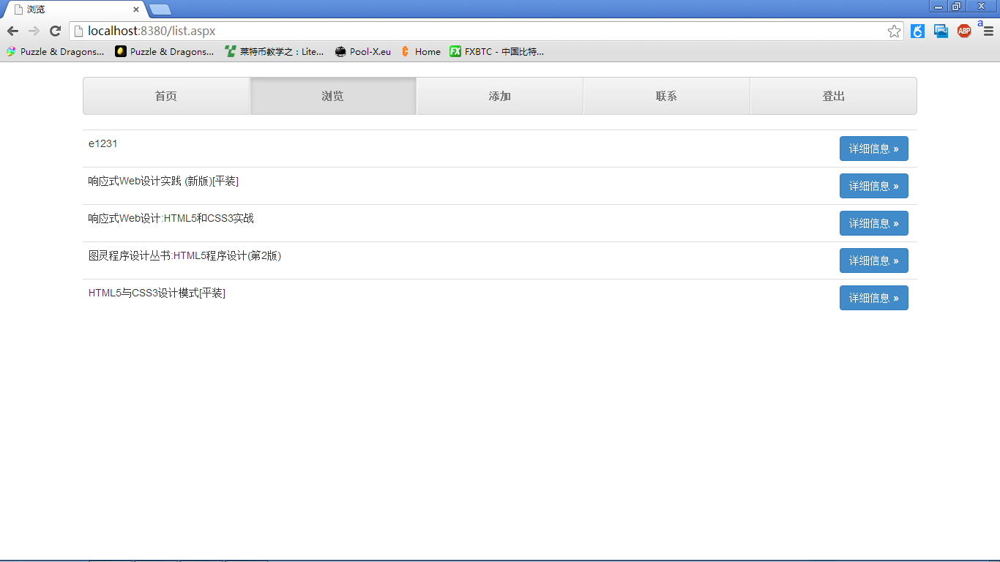 浏览
localhost:8380/list.aspx
ABP
a
Puzzle & Dragons... Puzzle & Dragons... 莱特币教学之：Lite... Pool-X.eu Home FX FXBTC - 中国比特...
首页 浏览 添加 联系 登出
e1231 详细信息 »
响应式Web设计实践 (新版)[平装] 详细信息 »
响应式Web设计:HTML5和CSS3实战 详细信息 »
图灵程序设计丛书:HTML5程序设计(第2版) 详细信息 »
HTML5与CSS3设计模式[平装] 详细信息 »